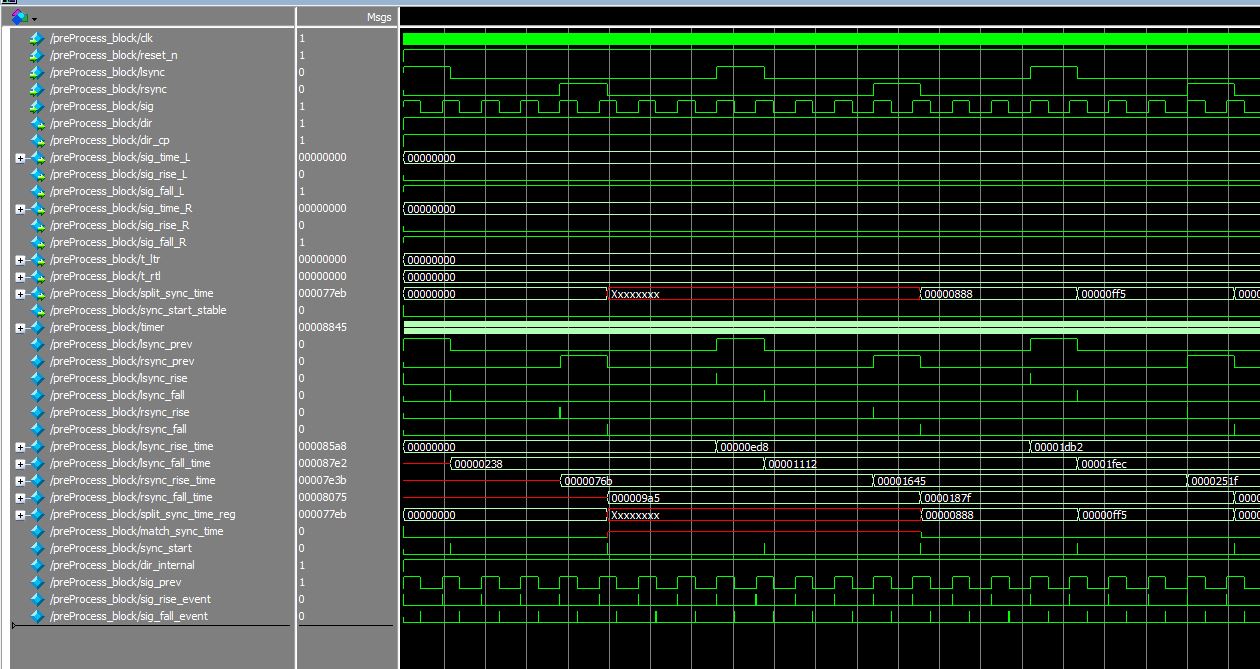 Msgs
/preProcess_block/clk 1
/preProcess_block/reset_n 1
/preProcess_block/lsync 0
/preProcess_block/rsync 0
/preProcess_block/sig 1
/preProcess_block/dir 1
/preProcess_block/dir_cp 1
/preProcess_block/sig_time_L 00000000 00000000
/preProcess_block/sig_rise_L 0
/preProcess_block/sig_fall_L 1
/preProcess_block/sig_time_R 00000000 00000000
/preProcess_block/sig_rise_R 0
/preProcess_block/sig_fall_R 1
/preProcess_block/t_ltr 00000000 00000000
/preProcess_block/t_rtl 00000000 00000000
/preProcess_block/split_sync_time 000077eb 00000000 Xxxxxxxx 00000888 00000ff5 0000
/preProcess_block/sync_start_stable 0
/preProcess_block/timer 00008845
/preProcess_block/lsync_prev 0
/preProcess_block/rsync_prev 0
/preProcess_block/lsync_rise 0
/preProcess_block/lsync_fall 0
/preProcess_block/rsync_rise 0
/preProcess_block/rsync_fall 0
/preProcess_block/lsync_rise_time 000085a8 00000000 00000ed8 00001db2
/preProcess_block/lsync_fall_time 000087e2 00000238 00001112 00001fec
/preProcess_block/rsync_rise_time 00007e3b 0000076b 00001645 0000251f
/preProcess_block/rsync_fall_time 00008075 000009a5 0000187f 0000
/preProcess_block/split_sync_time_reg 000077eb 00000000 Xxxxxxxx 00000888 00000ff5 0000
/preProcess_block/match_sync_time 0
/preProcess_block/sync_start 0
/preProcess_block/dir_internal 1
/preProcess_block/sig_prev 1
/preProcess_block/sig_rise_event 0
/preProcess_block/sig_fall_event 0